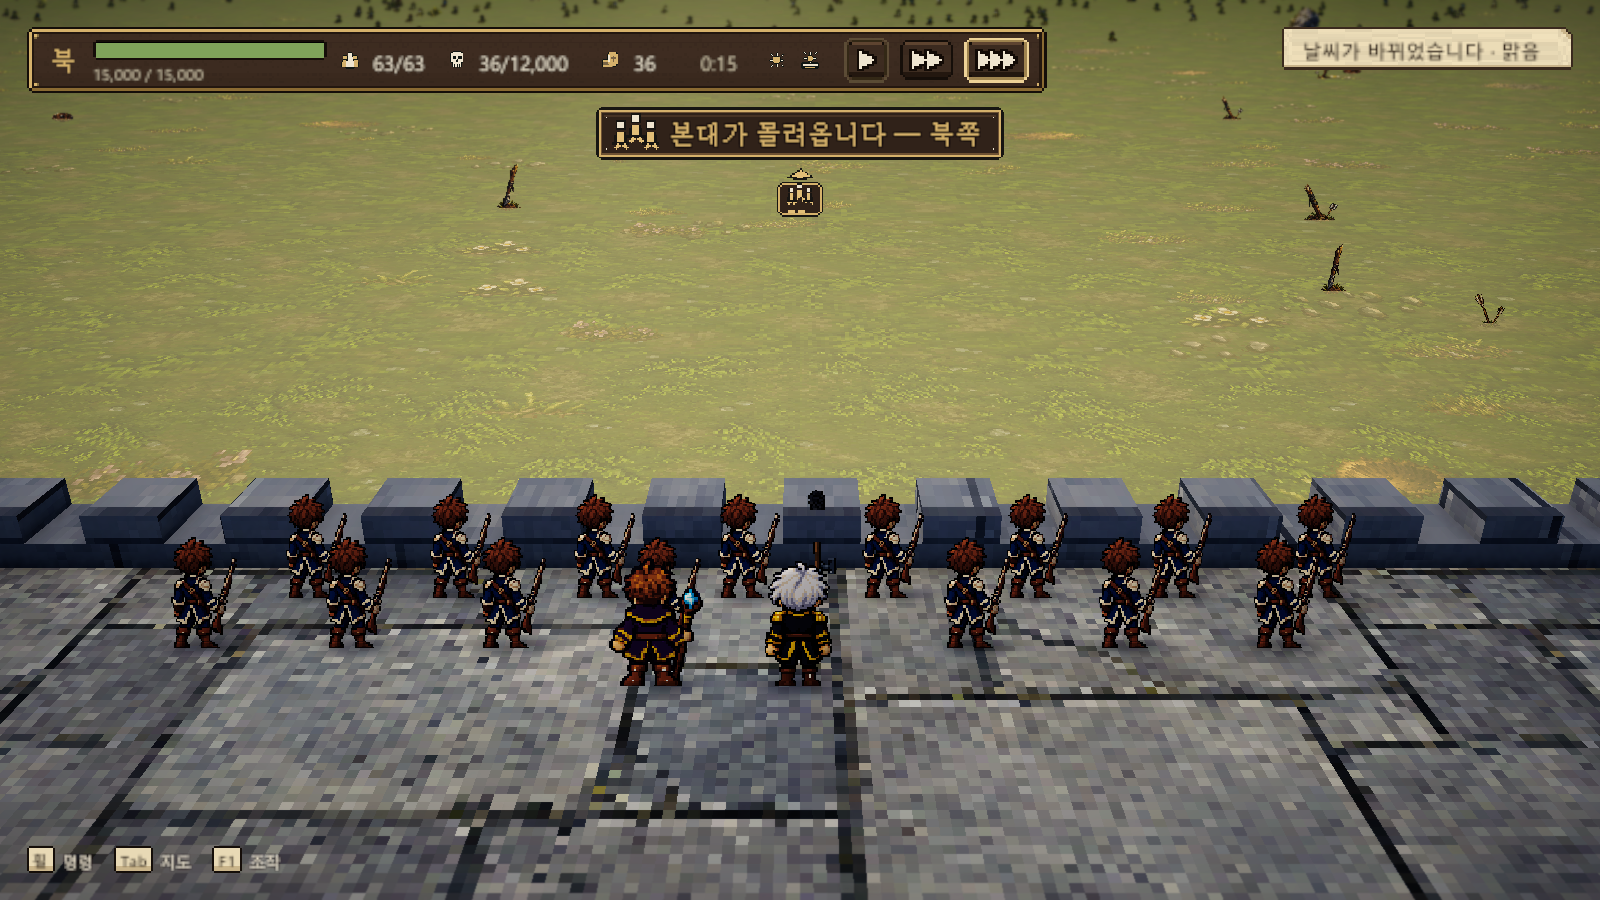 북
15,000 / 15,000
63/63
36/12,000
36
0:15
날씨가 바뀌었습니다 · 맑음
본대가 몰려옵니다 — 북쪽
휠 명령 Tab 지도 F1 조작